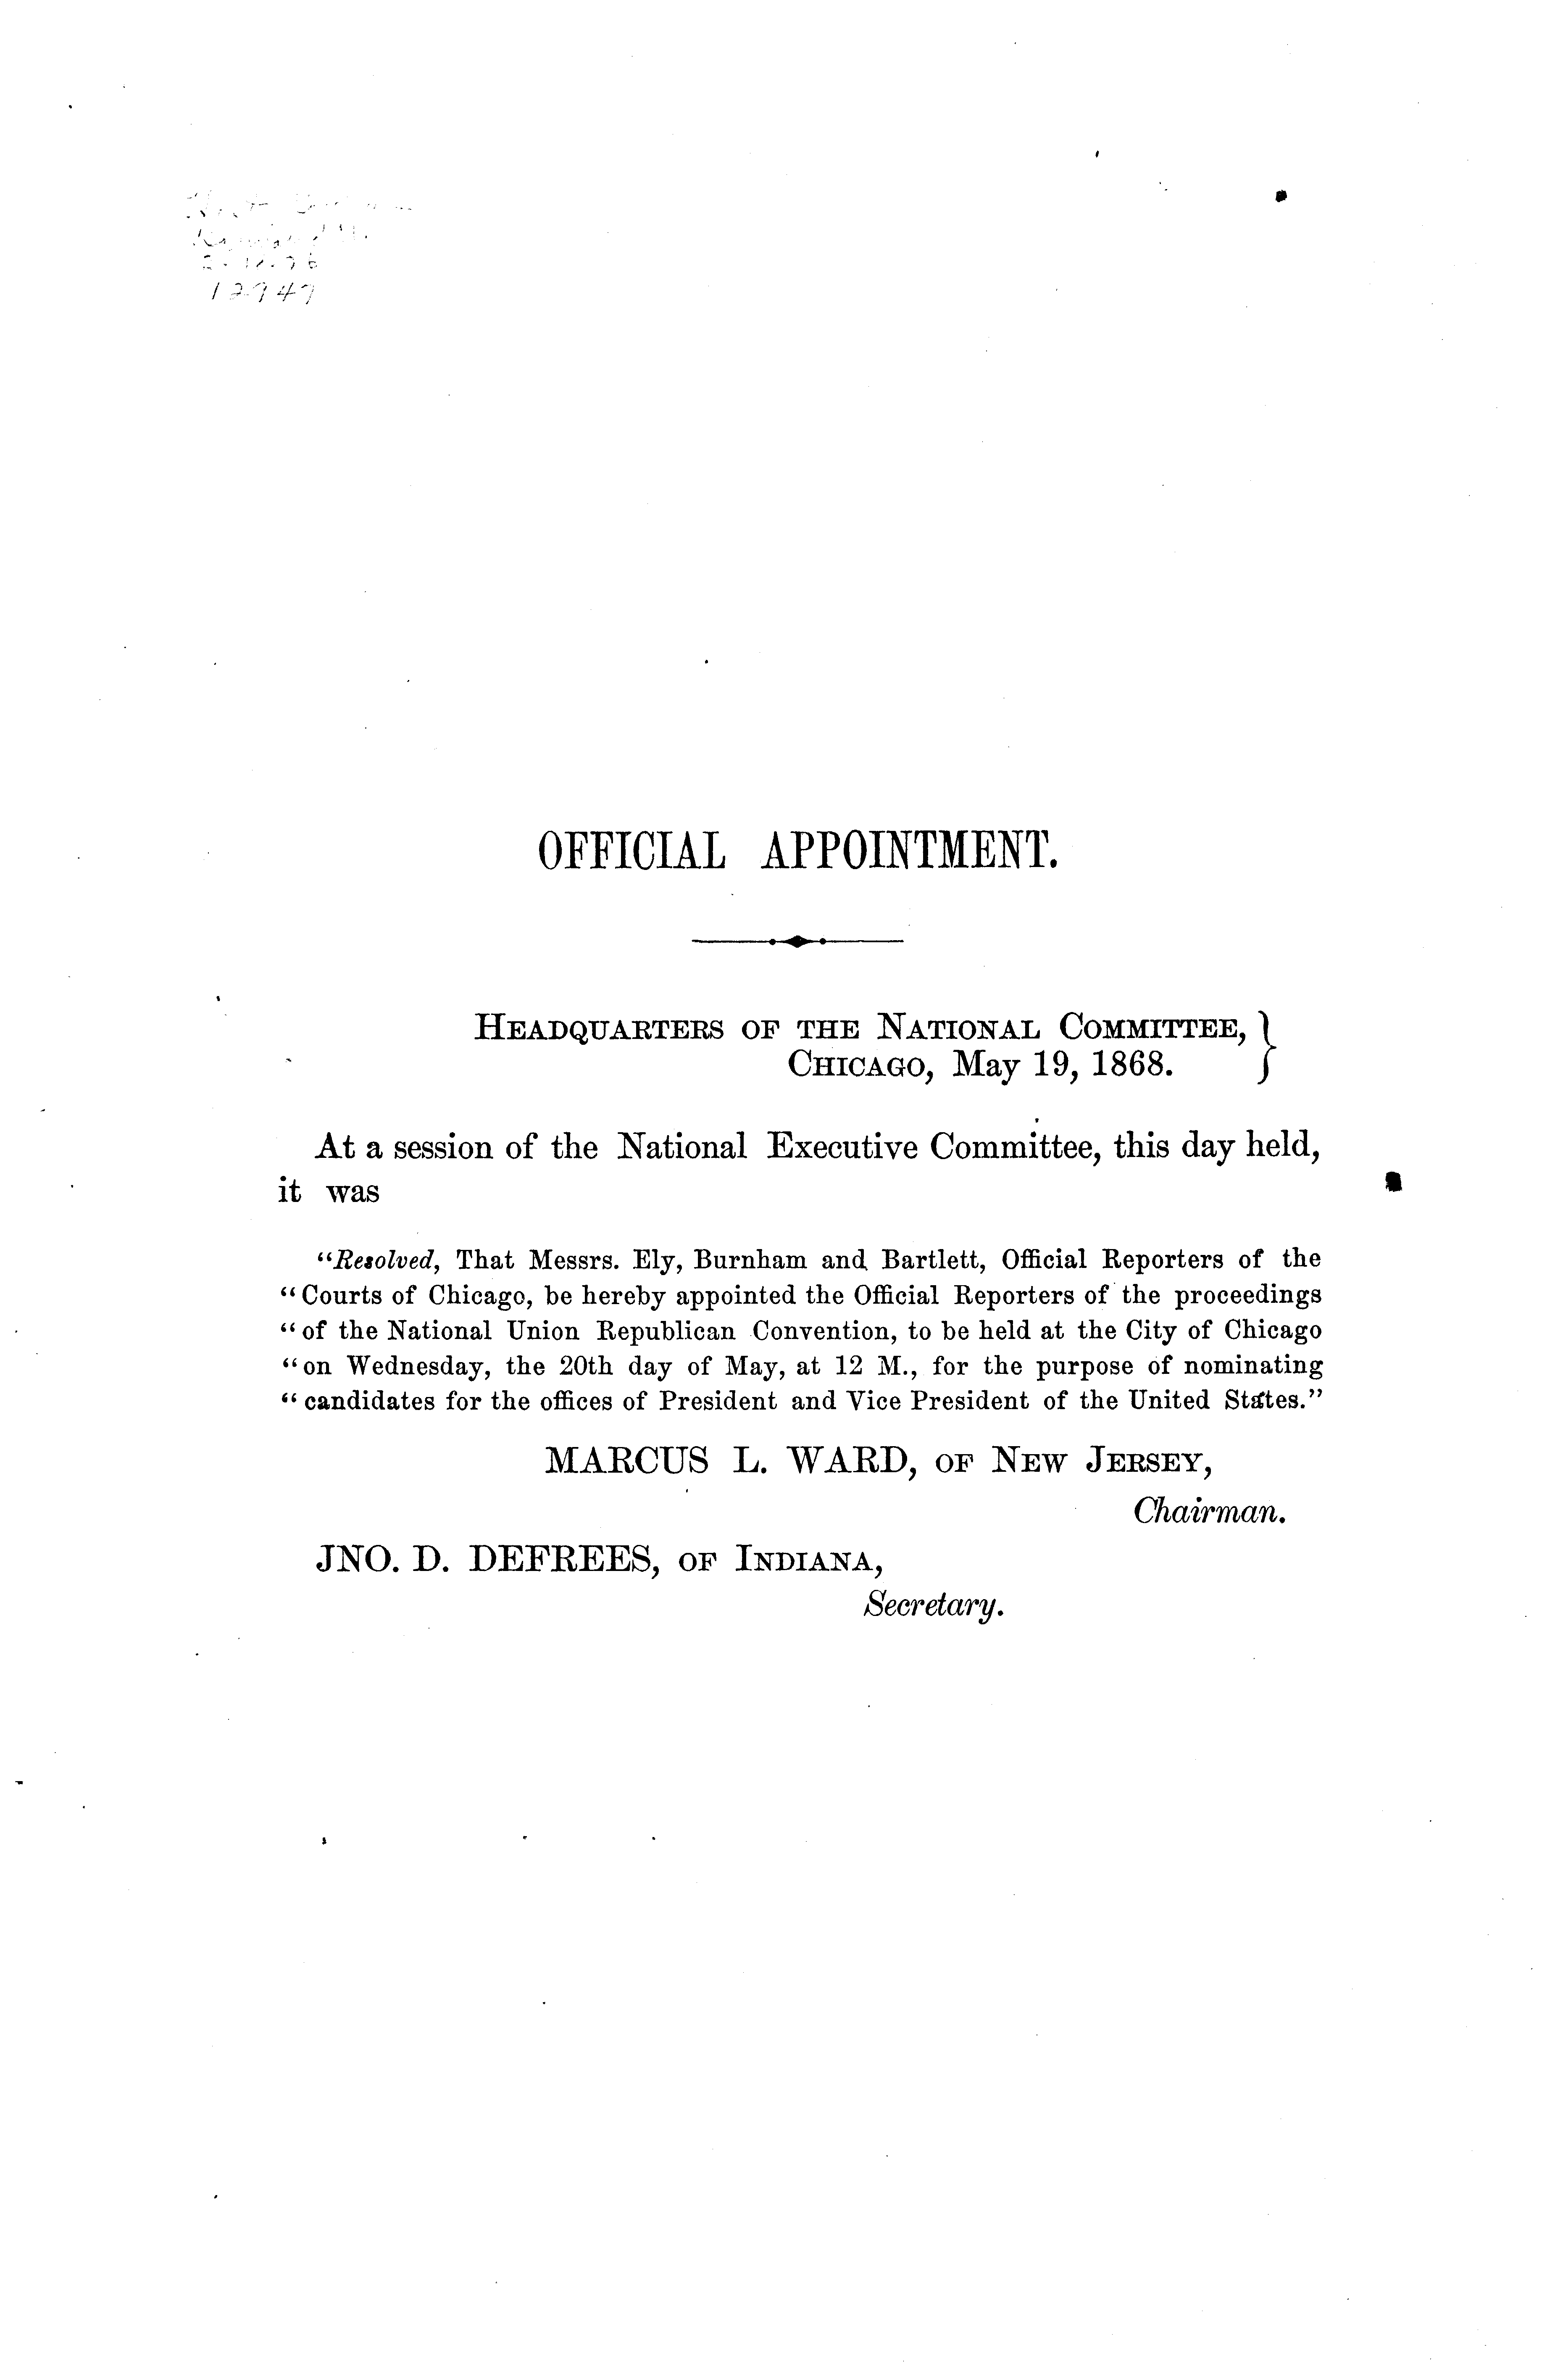 12947
OFFICIAL APPOINTMENT.
HEADQUARTERS OF THE NATIONAL COMMITTEE, }
CHICAGO, May 19, 1868.
At a session of the National Executive Committee, this day held,
it was
"Resolved, That Messrs. Ely, Burnham and Bartlett, Official Reporters of the
"Courts of Chicago, be hereby appointed the Official Reporters of the proceedings
"of the National Union Republican Convention, to be held at the City of Chicago
"on Wednesday, the 20th day of May, at 12 M., for the purpose of nominating
"candidates for the offices of President and Vice President of the United States."
MARCUS L. WARD, OF NEW JERSEY,
Chairman.
JNO. D. DEFREES, OF INDIANA,
Secretary.